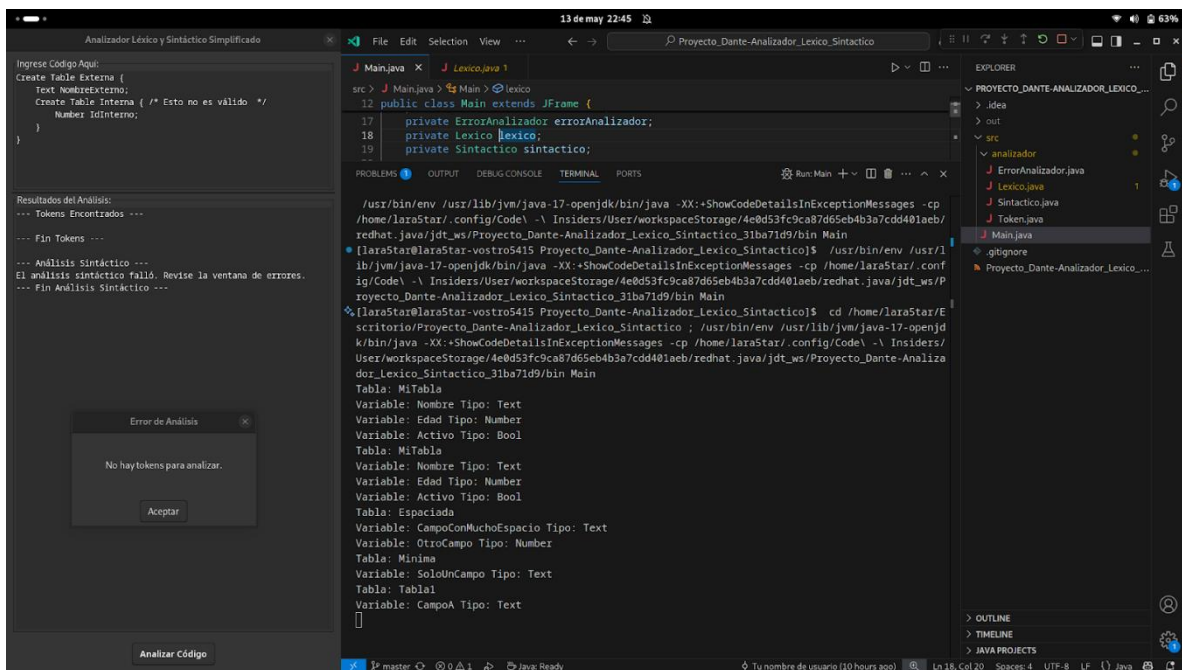 13 de may 22:45
63%
Analizador Léxico y Sintáctico Simplificado
Ingrese Código Aquí:
Create Table Externa {
Text NombreExterno;
Create Table Interna { /* Esto no es válido */
Number IdInterno;
}
}
Resultados del Análisis:
--- Tokens Encontrados ---
--- Fin Tokens ---
--- Análisis Sintáctico ---
El análisis sintáctico falló. Revise la ventana de errores.
--- Fin Análisis Sintáctico ---
Error de Análisis
No hay tokens para analizar.
Aceptar
Analizar Código
File Edit Selection View ···
Proyecto_Dante-Analizador_Lexico_Sintactico
J Main.java × J Lexico.java 1
src > J Main.java > Main > lexico
12 public class Main extends JFrame {
17 private ErrorAnalizador errorAnalizador;
18 private Lexico lexico;
19 private Sintactico sintactico;
PROBLEMS 1 OUTPUT DEBUG CONSOLE TERMINAL PORTS Run: Main
/usr/bin/env /usr/lib/jvm/java-17-openjdk/bin/java -XX:+ShowCodeDetailsInExceptionMessages -cp
/home/lara5tar/.config/Code\ -\ Insiders/User/workspaceStorage/4e0d53fc9ca87d65eb4b3a7cdd401aeb/
redhat.java/jdt_ws/Proyecto_Dante-Analizador_Lexico_Sintactico_31ba71d9/bin Main
[lara5tar@lara5tar-vostro5415 Proyecto_Dante-Analizador_Lexico_Sintactico]$ /usr/bin/env /usr/l
ib/jvm/java-17-openjdk/bin/java -XX:+ShowCodeDetailsInExceptionMessages -cp /home/lara5tar/.conf
ig/Code\ -\ Insiders/User/workspaceStorage/4e0d53fc9ca87d65eb4b3a7cdd401aeb/redhat.java/jdt_ws/P
royecto_Dante-Analizador_Lexico_Sintactico_31ba71d9/bin Main
[lara5tar@lara5tar-vostro5415 Proyecto_Dante-Analizador_Lexico_Sintactico]$ cd /home/lara5tar/E
scritorio/Proyecto_Dante-Analizador_Lexico_Sintactico ; /usr/bin/env /usr/lib/jvm/java-17-openjd
k/bin/java -XX:+ShowCodeDetailsInExceptionMessages -cp /home/lara5tar/.config/Code\ -\ Insiders/
User/workspaceStorage/4e0d53fc9ca87d65eb4b3a7cdd401aeb/redhat.java/jdt_ws/Proyecto_Dante-Analiza
dor_Lexico_Sintactico_31ba71d9/bin Main
Tabla: MiTabla
Variable: Nombre Tipo: Text
Variable: Edad Tipo: Number
Variable: Activo Tipo: Bool
Tabla: MiTabla
Variable: Nombre Tipo: Text
Variable: Edad Tipo: Number
Variable: Activo Tipo: Bool
Tabla: Espaciada
Variable: CampoConMuchoEspacio Tipo: Text
Variable: OtroCampo Tipo: Number
Tabla: Minima
Variable: SoloUnCampo Tipo: Text
Tabla: Tabla1
Variable: CampoA Tipo: Text
EXPLORER
PROYECTO_DANTE-ANALIZADOR_LEXICO_...
> .idea
> out
src
analizador
J ErrorAnalizador.java
J Lexico.java 1
J Sintactico.java
J Token.java
J Main.java
.gitignore
Proyecto_Dante-Analizador_Lexico_...
> OUTLINE
> TIMELINE
> JAVA PROJECTS
master 0 1 Java: Ready
Tu nombre de usuario (10 hours ago) Ln 18, Col 20 Spaces: 4 UTF-8 LF {} Java